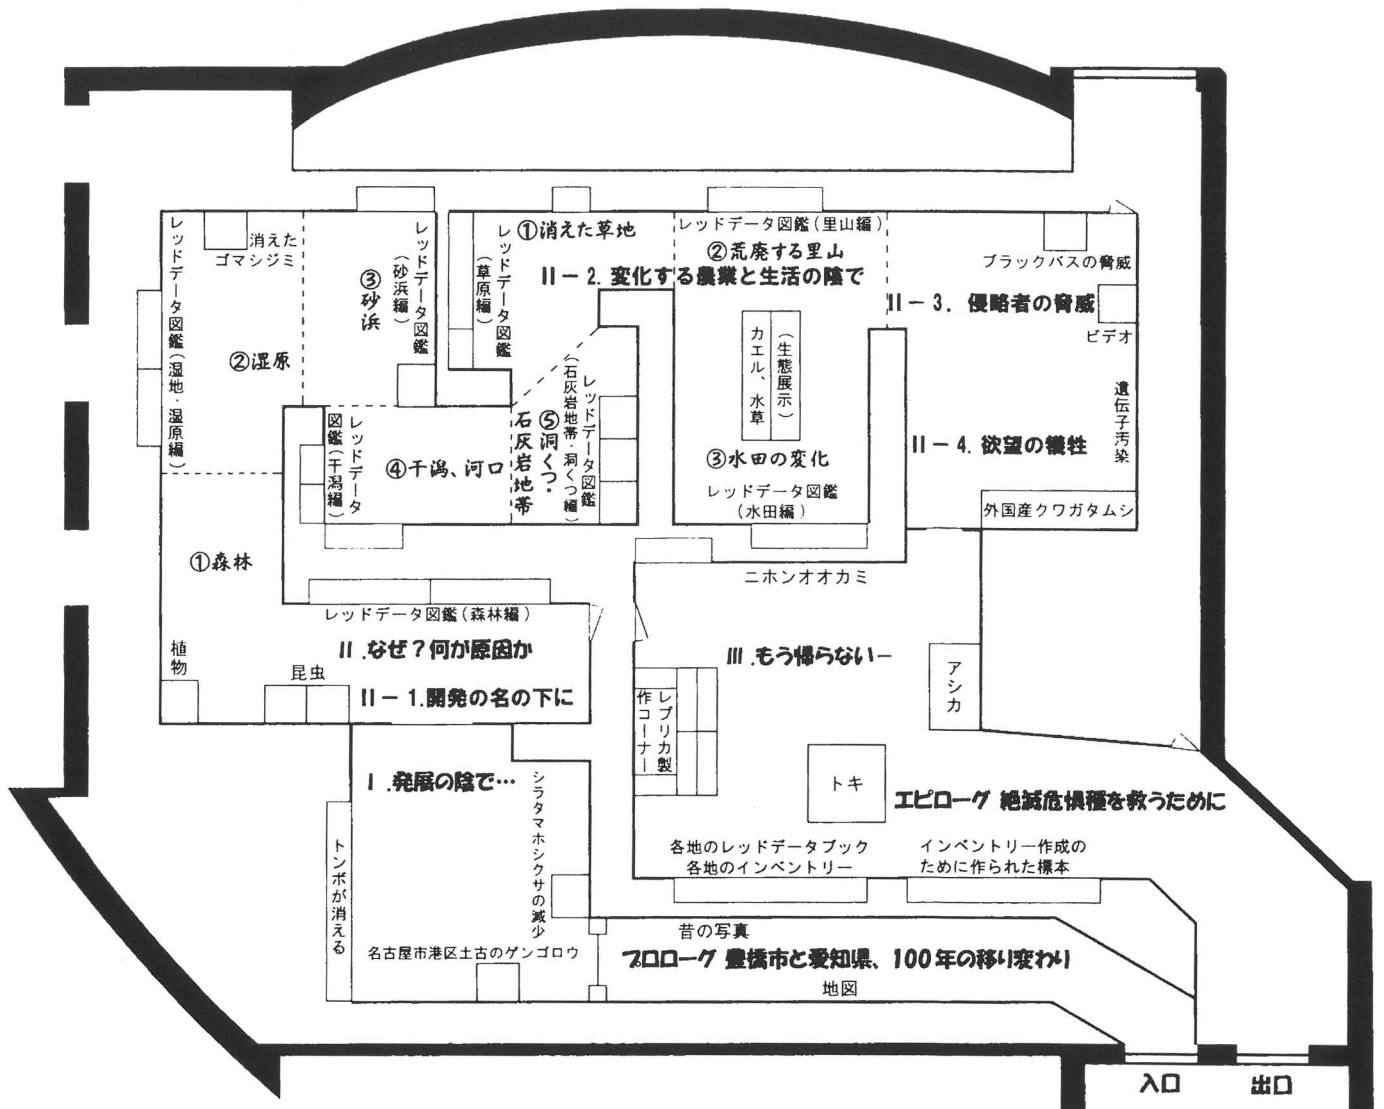 レッドデータ図鑑(湿地・湿原編)
消えた
ゴマシジミ
②湿原
③砂浜
レッドデータ図鑑
(砂浜編)
レッドデータ図鑑
(草原編)
①消えた草地
レッドデータ図鑑(里山編)
②荒廃する里山
II-2. 変化する農業と生活の陰で
ブラックバスの脅威
II-3. 侵略者の脅威
ビデオ
遺伝子汚染
II-4. 欲望の犠牲
外国産クワガタムシ
(生態展示)
カエル、水草
③水田の変化
レッドデータ図鑑
(水田編)
レッドデータ図鑑
(石灰岩地帯・洞くつ編)
⑤洞くつ・
石灰岩地帯
④干潟、河口
レッドデータ
図鑑(干潟編)
①森林
レッドデータ図鑑(森林編)
植物
昆虫
II.なぜ?何が原因か
II-1.開発の名の下に
ニホンオオカミ
III.もう帰らない-
アシカ
レプリカ製
作コーナー
トキ
エピローグ 絶滅危惧種を救うために
各地のレッドデータブック
各地のインベントリー
インベントリー作成の
ために作られた標本
I.発展の陰で…
シラタマホシクサの減少
トンボが消える
名古屋市港区土古のゲンゴロウ
昔の写真
プロローグ 豊橋市と愛知県、100年の移り変わり
地図
入口
出口